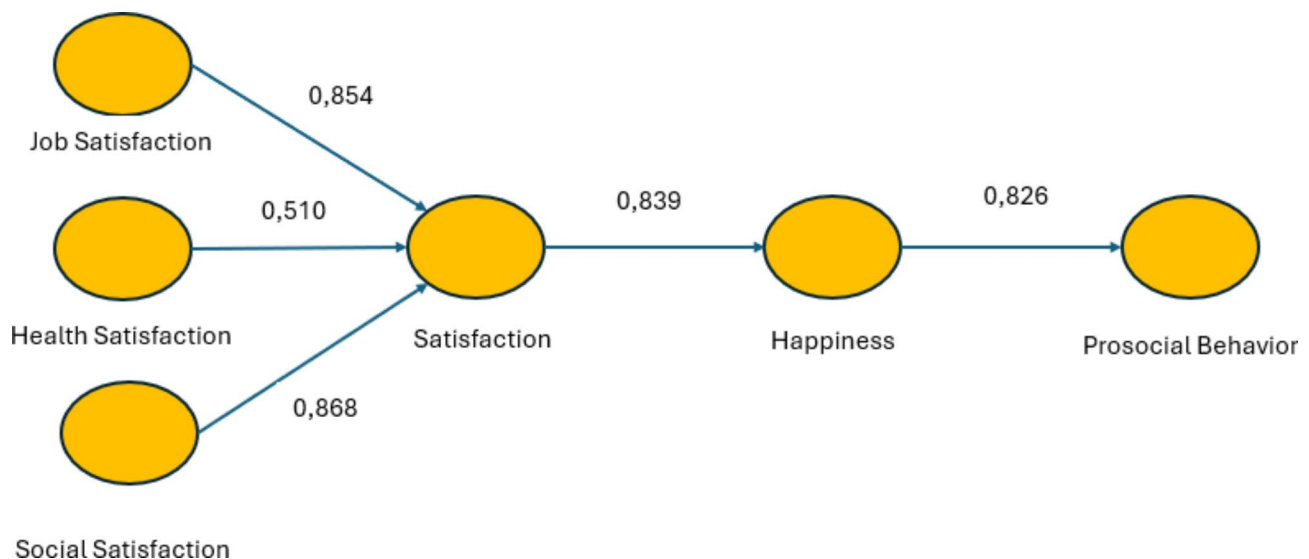 0,854
Job Satisfaction
0,510
0,839
0,826
Health Satisfaction
Satisfaction
Happiness
Prosocial Behavior
0,868
Social Satisfaction